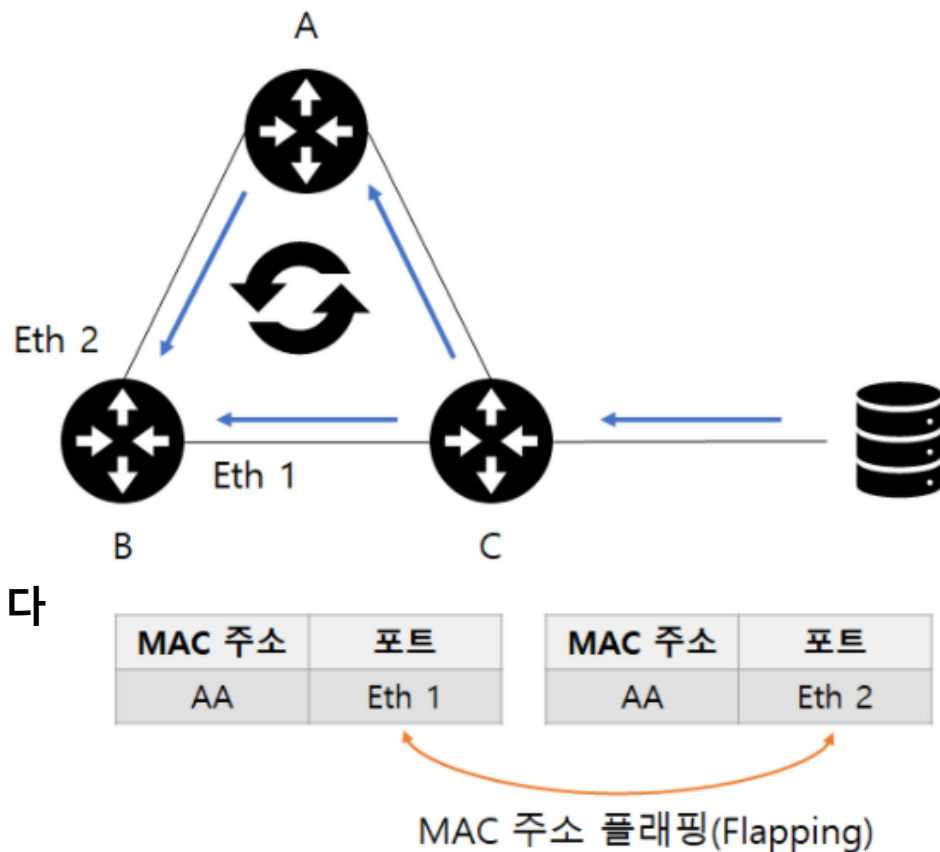 A
Eth 2
Eth 1
B
C
다
MAC 주소 포트 MAC 주소 포트
AA Eth 1 AA Eth 2
MAC 주소 플래핑(Flapping)